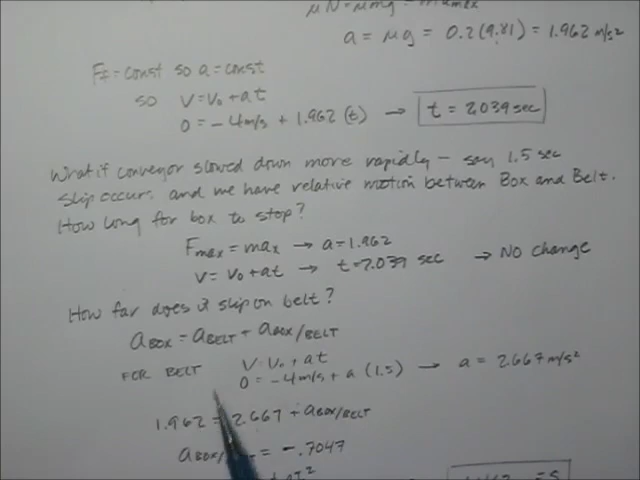 μN = μmg =
a = μg = 0.2(9.81) = 1.962 m/s²
Ff = const so a = const
so V = V₀ + at
0 = -4m/s + 1.962 (t) → t = 2.039 sec
What if conveyor slowed down more rapidly – say 1.5 sec
slip occurs, and we have relative motion between Box and Belt.
How long for box to stop?
Fmax = max → a = 1.962
V = V₀ + at → t = 2.039 sec → No change
How far does it slip on belt?
aBOX = aBELT + aBOX/BELT
FOR BELT V = V₀ + at
0 = -4m/s + a (1.5) → a = 2.667 m/s²
1.962 = 2.667 + aBOX/BELT
= -.7047